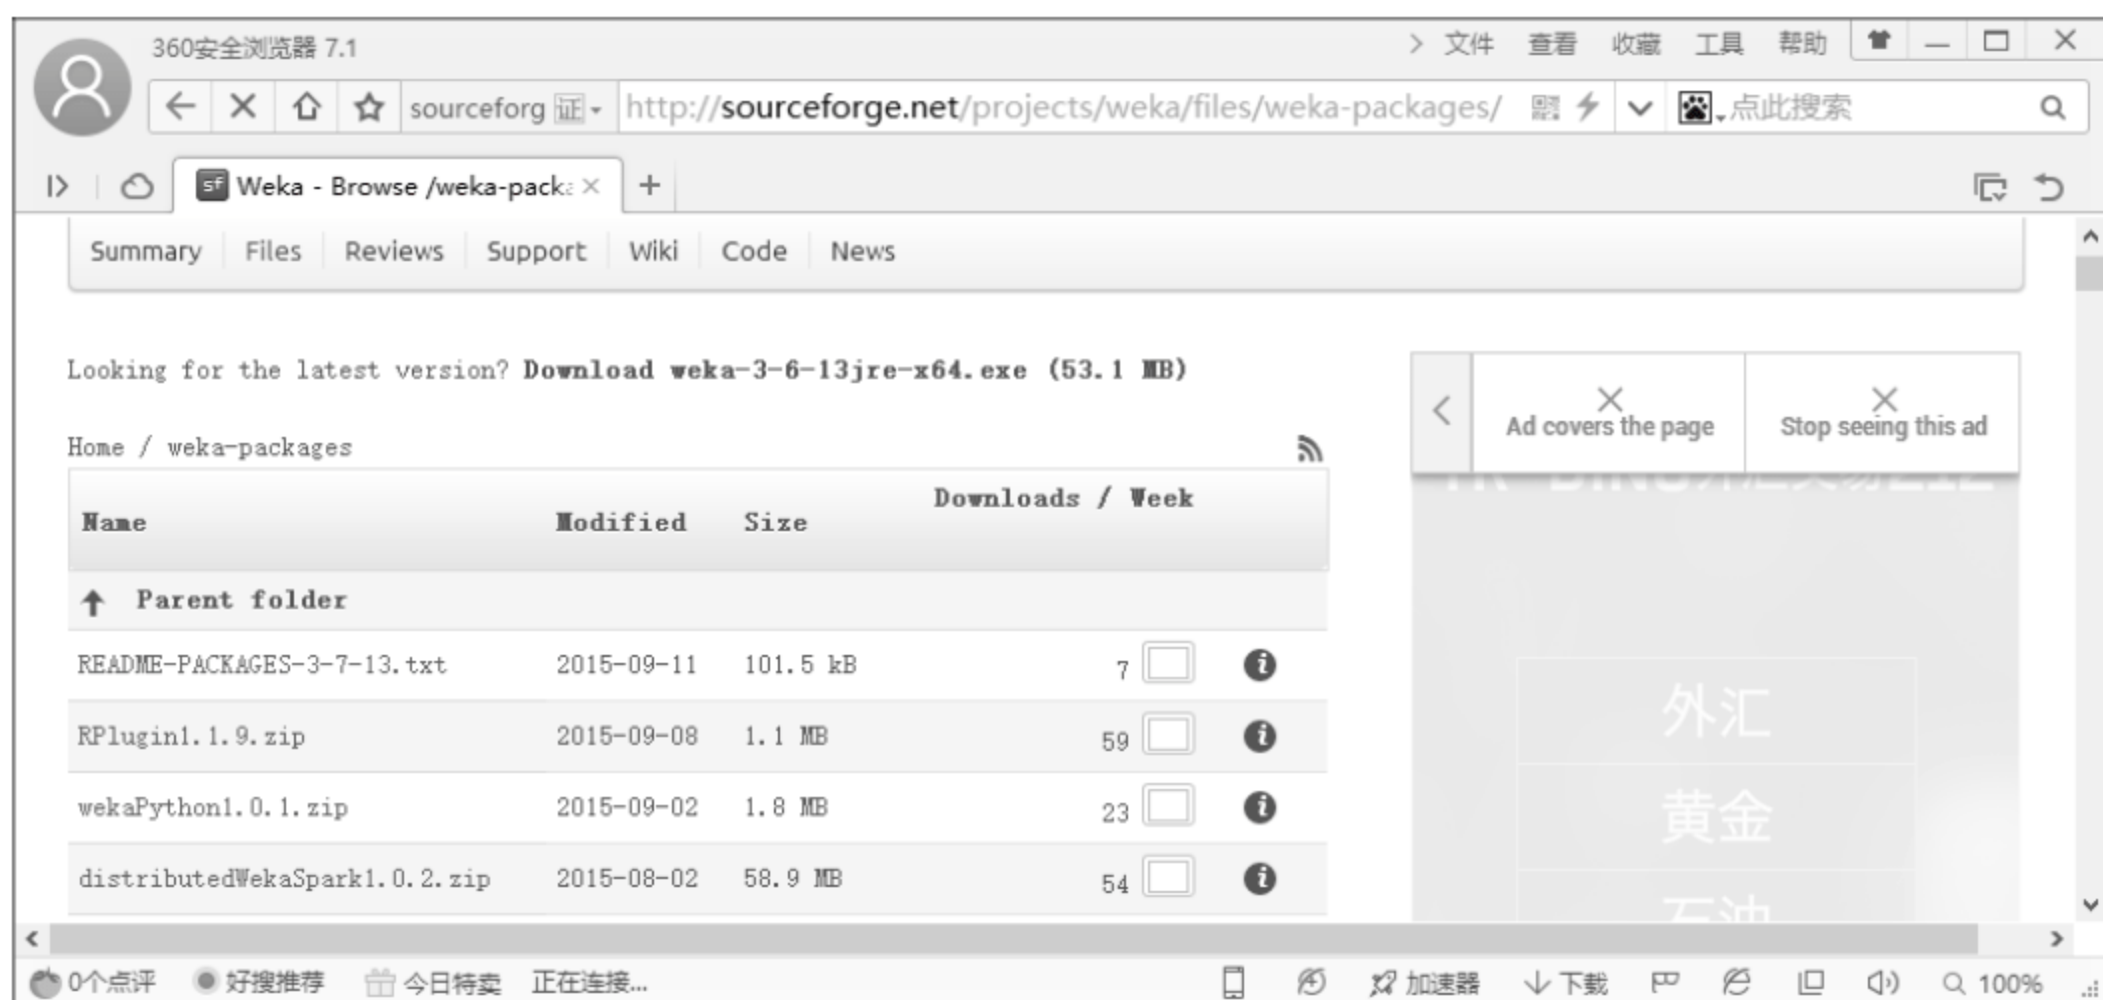 360安全浏览器 7.1
文件 查看 收藏 工具 帮助
sourceforg 证 http://sourceforge.net/projects/weka/files/weka-packages/ 点此搜索
sf Weka - Browse /weka-pack
Summary Files Reviews Support Wiki Code News
Looking for the latest version? Download weka-3-6-13jre-x64.exe (53.1 MB)
Home / weka-packages
Ad covers the page
Stop seeing this ad
Name Modified Size Downloads / Week
Parent folder
README-PACKAGES-3-7-13.txt 2015-09-11 101.5 kB 7
RPlugin1.1.9.zip 2015-09-08 1.1 MB 59
wekaPython1.0.1.zip 2015-09-02 1.8 MB 23
distributedWekaSpark1.0.2.zip 2015-08-02 58.9 MB 54
外汇
黄金
石油
0个点评 好搜推荐 今日特卖 正在连接... 加速器 下载 100%